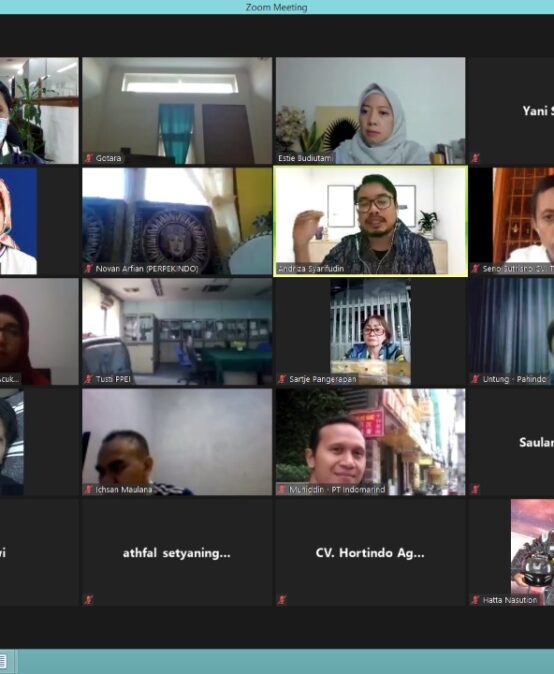 Zoom Meeting
Gotara
Estie Budiutami
Yani S
Novan Arfian (PERPEKINDO)
Andriza Syarifudin
Seno Sutrisno CV. T
Acuk...
Tusti PPEI
Sartje Pangerapan
Untung - Pahindo
Ichsan Maulana
Muhiddin - PT Indomarind
Saulan
vi
athfal setyaning...
CV. Hortindo Ag...
Hatta Nasution